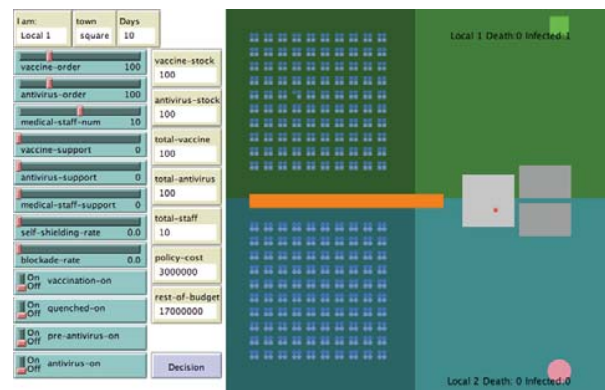 I am:
Local 1
town
square
Days
10
vaccine-order 100
antivirus-order 100
medical-staff-num 10
vaccine-support 0
antivirus-support 0
medical-staff-support 0
self-shielding-rate 0.0
blockade-rate 0.0
On
Off vaccination-on
On
Off quenched-on
On
Off pre-antivirus-on
On
Off antivirus-on
vaccine-stock
100
antivirus-stock
100
total-vaccine
100
total-antivirus
100
total-staff
10
policy-cost
3000000
rest-of-budget
17000000
Decision
Local 1 Death:0 Infected:1
Local 2 Death: 0 Infected:0